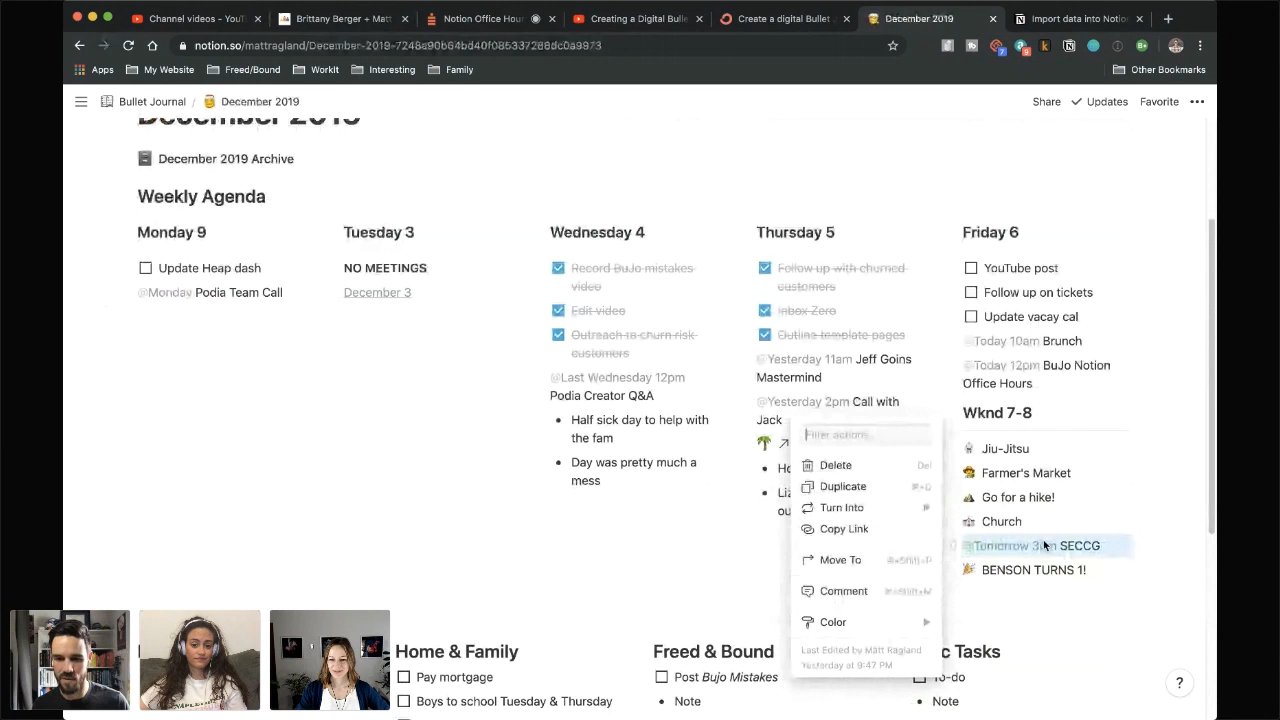 Channel videos - YouT
Brittany Berger + Matt
Notion Office Hour
Creating a Digital Bulle
Create a digital Bullet
December 2019
Import data into Notion
notion.so/mattragland/December-2019-
Apps
My Website
Freed/Bound
WorkIt
Interesting
Family
Other Bookmarks
Bullet Journal / December 2019
Share
Updates
Favorite
December 2019
December 2019 Archive
Weekly Agenda
Monday 9
Update Heap dash
@Monday Podia Team Call
Tuesday 3
NO MEETINGS
December 3
Wednesday 4
Record BuJo mistakes
video
Edit video
Outreach to churn risk
customers
@Last Wednesday 12pm
Podia Creator Q&A
Half sick day to help with
the fam
Day was pretty much a
mess
Thursday 5
Follow up with churned
customers
Inbox Zero
Outline template pages
@Yesterday 11am Jeff Goins
Mastermind
@Yesterday 2pm Call with
Jack
Friday 6
YouTube post
Follow up on tickets
Update vacay cal
@Today 10am Brunch
@Today 12pm BuJo Notion
Office Hours
Wknd 7-8
Jiu-Jitsu
Farmer's Market
Go for a hike!
Church
SECCG
BENSON TURNS 1!
Filter actions
Delete Del
Duplicate
Turn Into
Copy Link
Move To
Comment
Color
Last Edited by Matt Ragland
Yesterday at 9:47 PM
Home & Family
Pay mortgage
Boys to school Tuesday & Thursday
Freed & Bound
Post Bujo Mistakes
Note
Tasks
To-do
Note
?